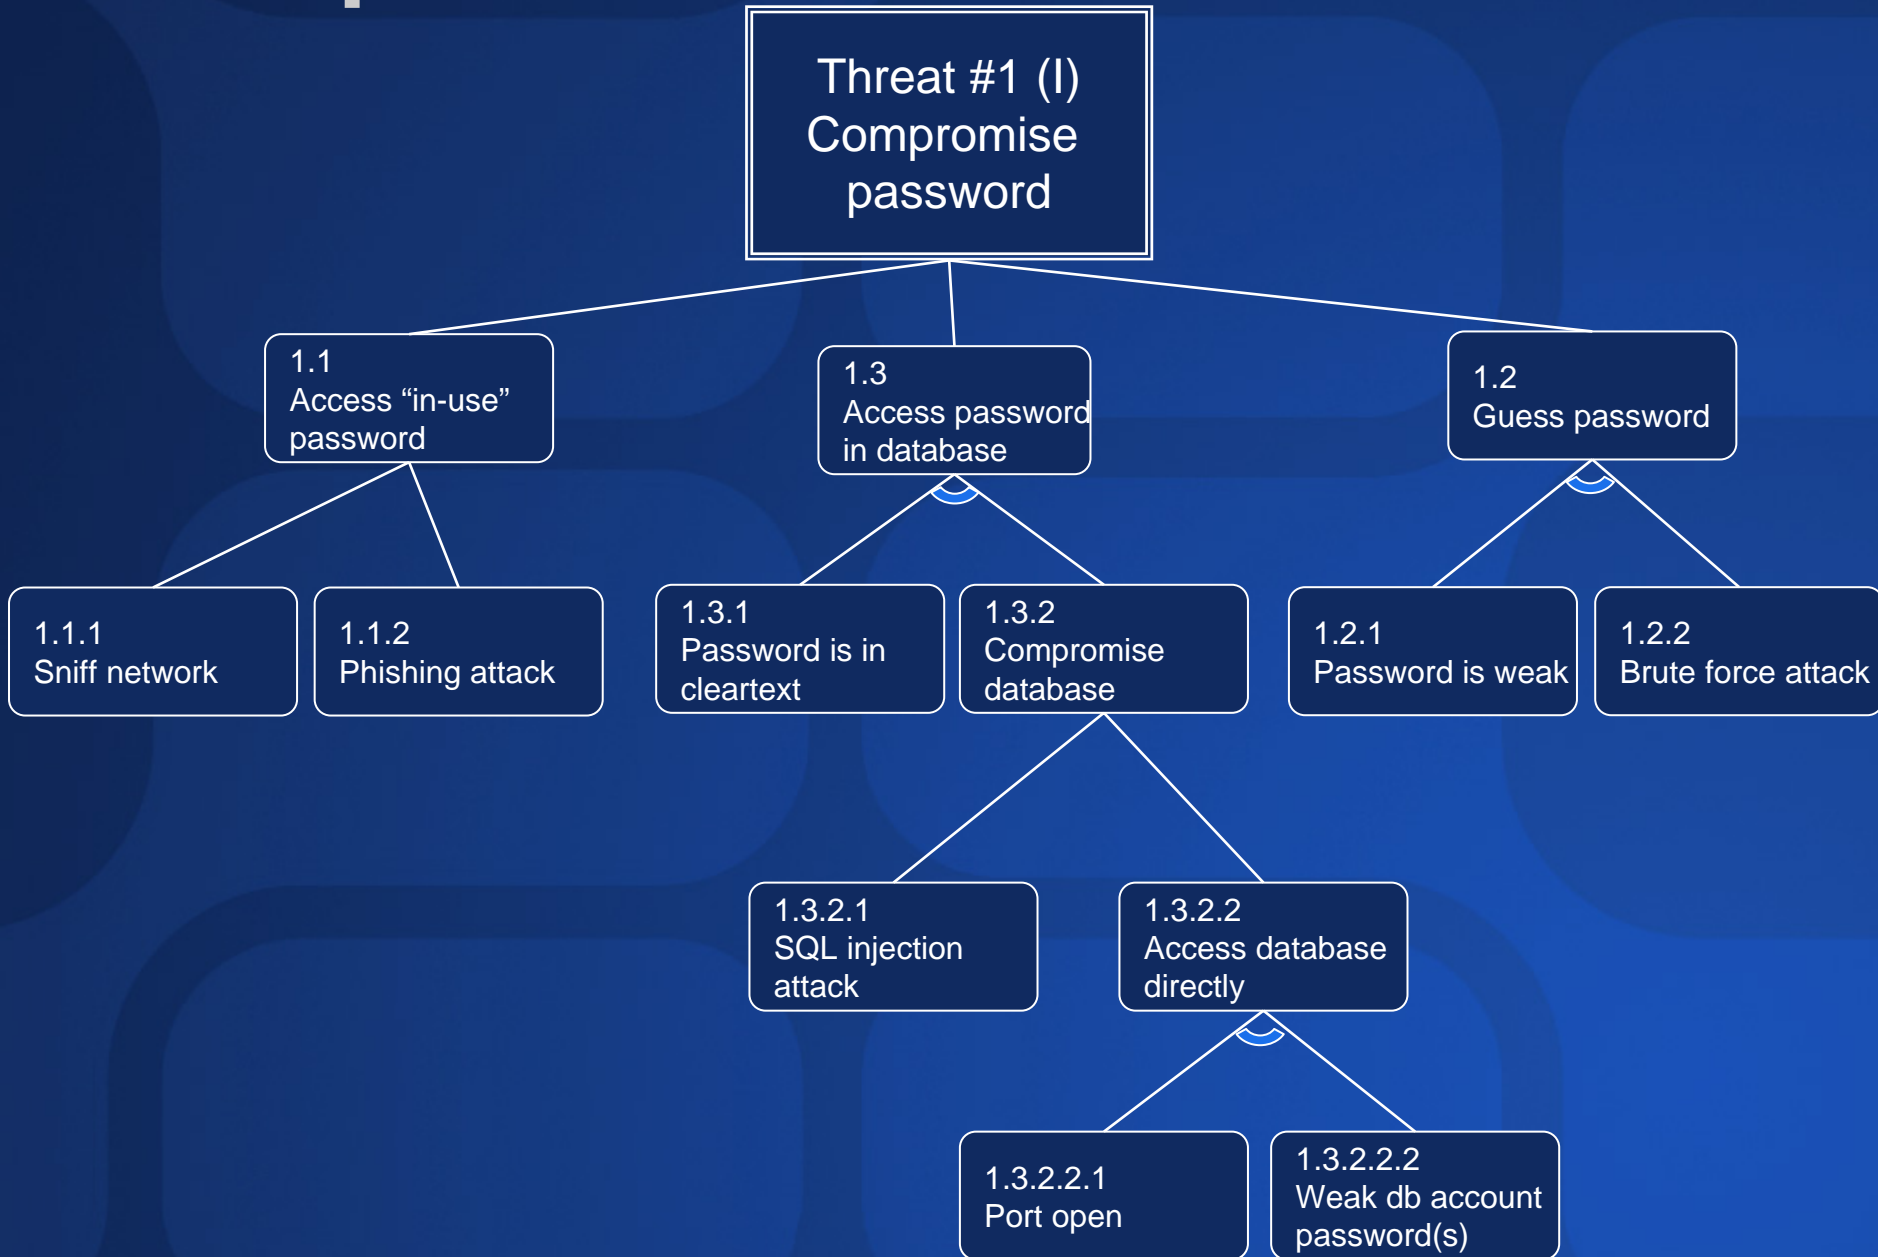 Threat #1 (I)
Compromise
password
1.1
Access “in-use”
password
1.3
Access password
in database
1.2
Guess password
1.1.1
Sniff network
1.1.2
Phishing attack
1.3.1
Password is in
cleartext
1.3.2
Compromise
database
1.2.1
Password is weak
1.2.2
Brute force attack
1.3.2.1
SQL injection
attack
1.3.2.2
Access database
directly
1.3.2.2.1
Port open
1.3.2.2.2
Weak db account
password(s)